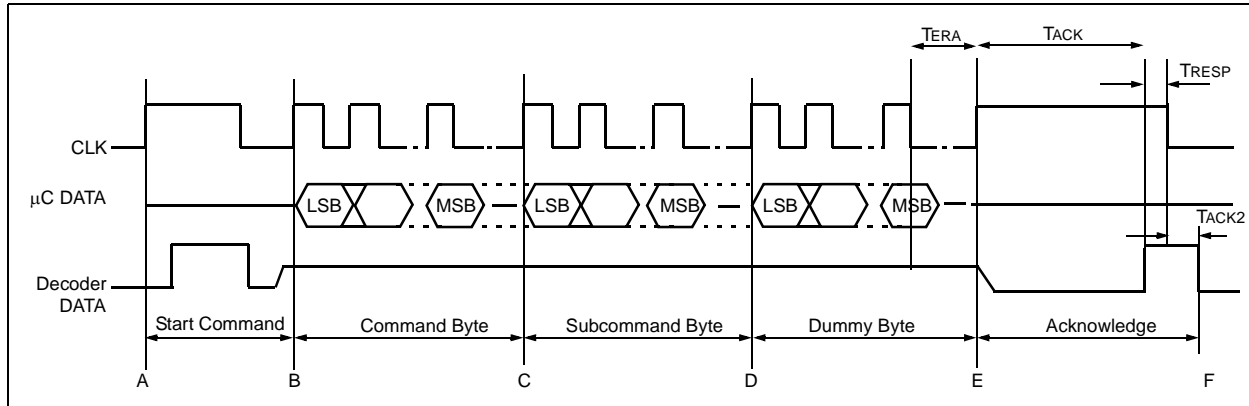 TERA
TACK
TRESP
CLK
μC DATA
LSB
MSB
LSB
MSB
LSB
MSB
TACK2
Decoder
DATA
Start Command
Command Byte
Subcommand Byte
Dummy Byte
Acknowledge
A
B
C
D
E
F